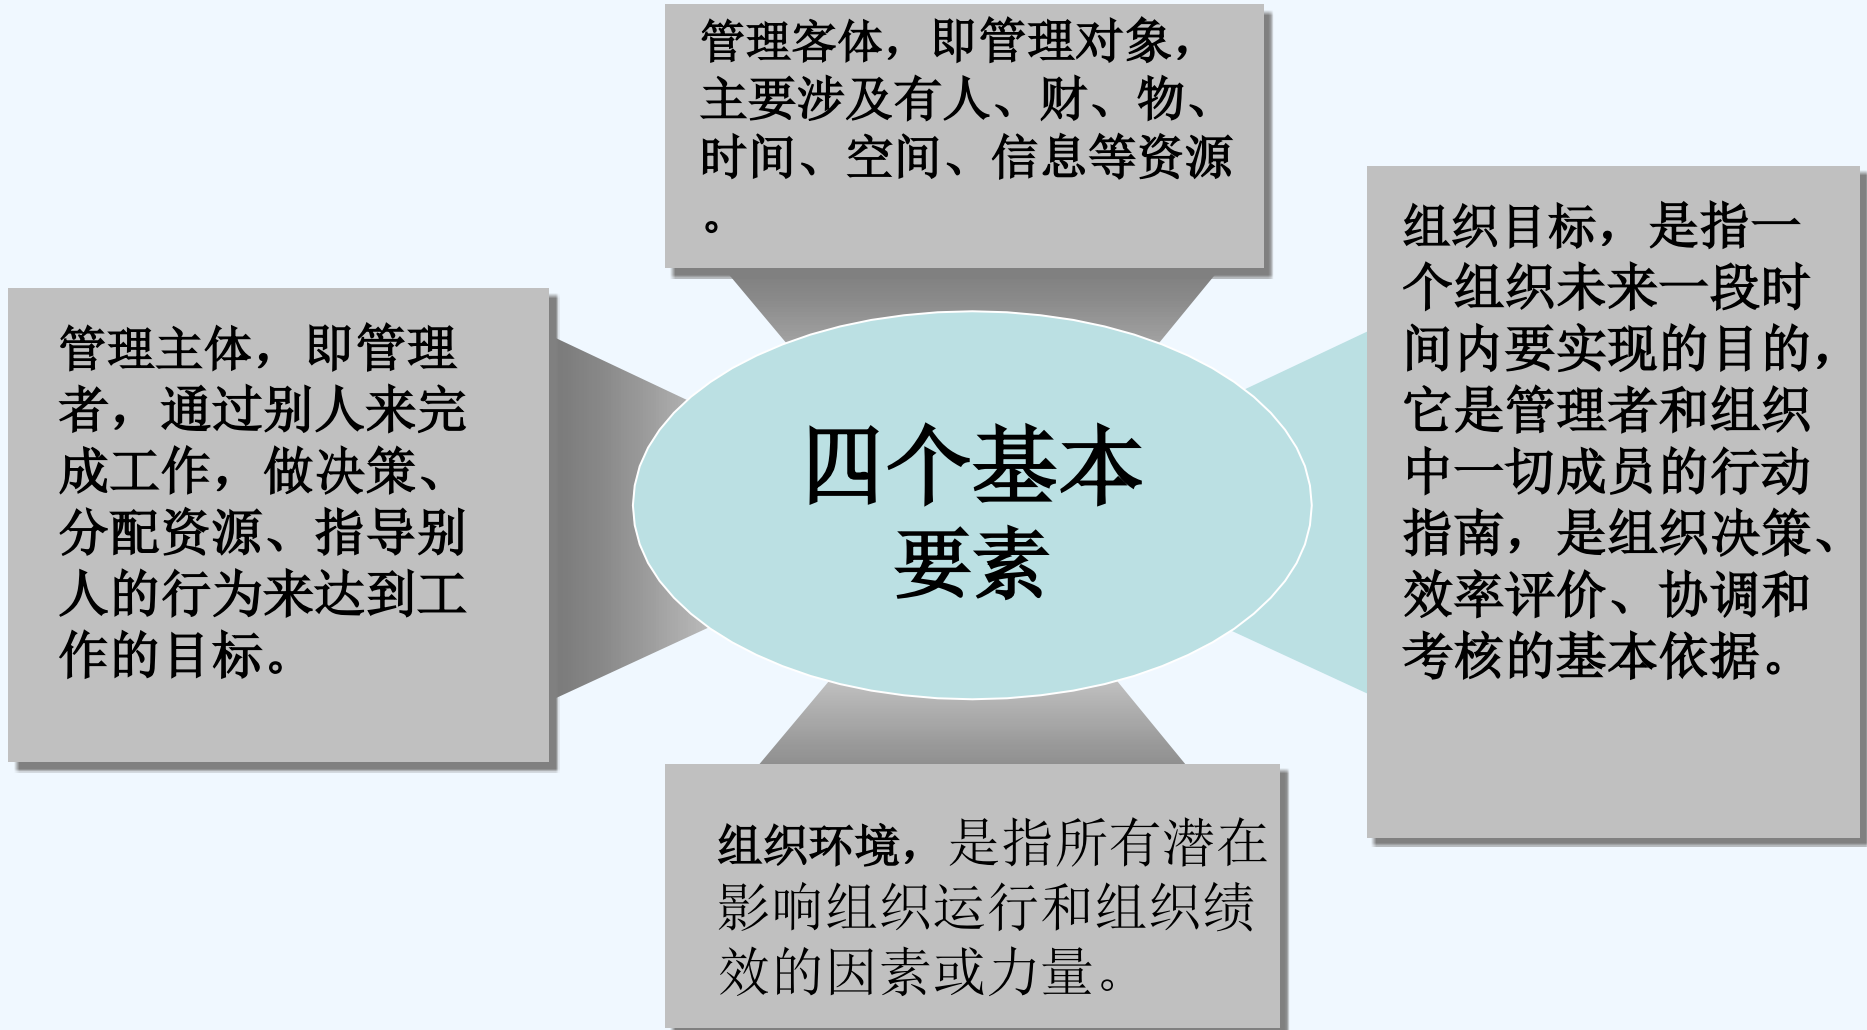 管理客体，即管理对象，
主要涉及有人、财、物、
时间、空间、信息等资源
。
管理主体，即管理
者，通过别人来完
成工作，做决策、
分配资源、指导别
人的行为来达到工
作的目标。
四个基本
要素
组织目标，是指一
个组织未来一段时
间内要实现的目的，
它是管理者和组织
中一切成员的行动
指南，是组织决策、
效率评价、协调和
考核的基本依据。
组织环境，是指所有潜在
影响组织运行和组织绩
效的因素或力量。